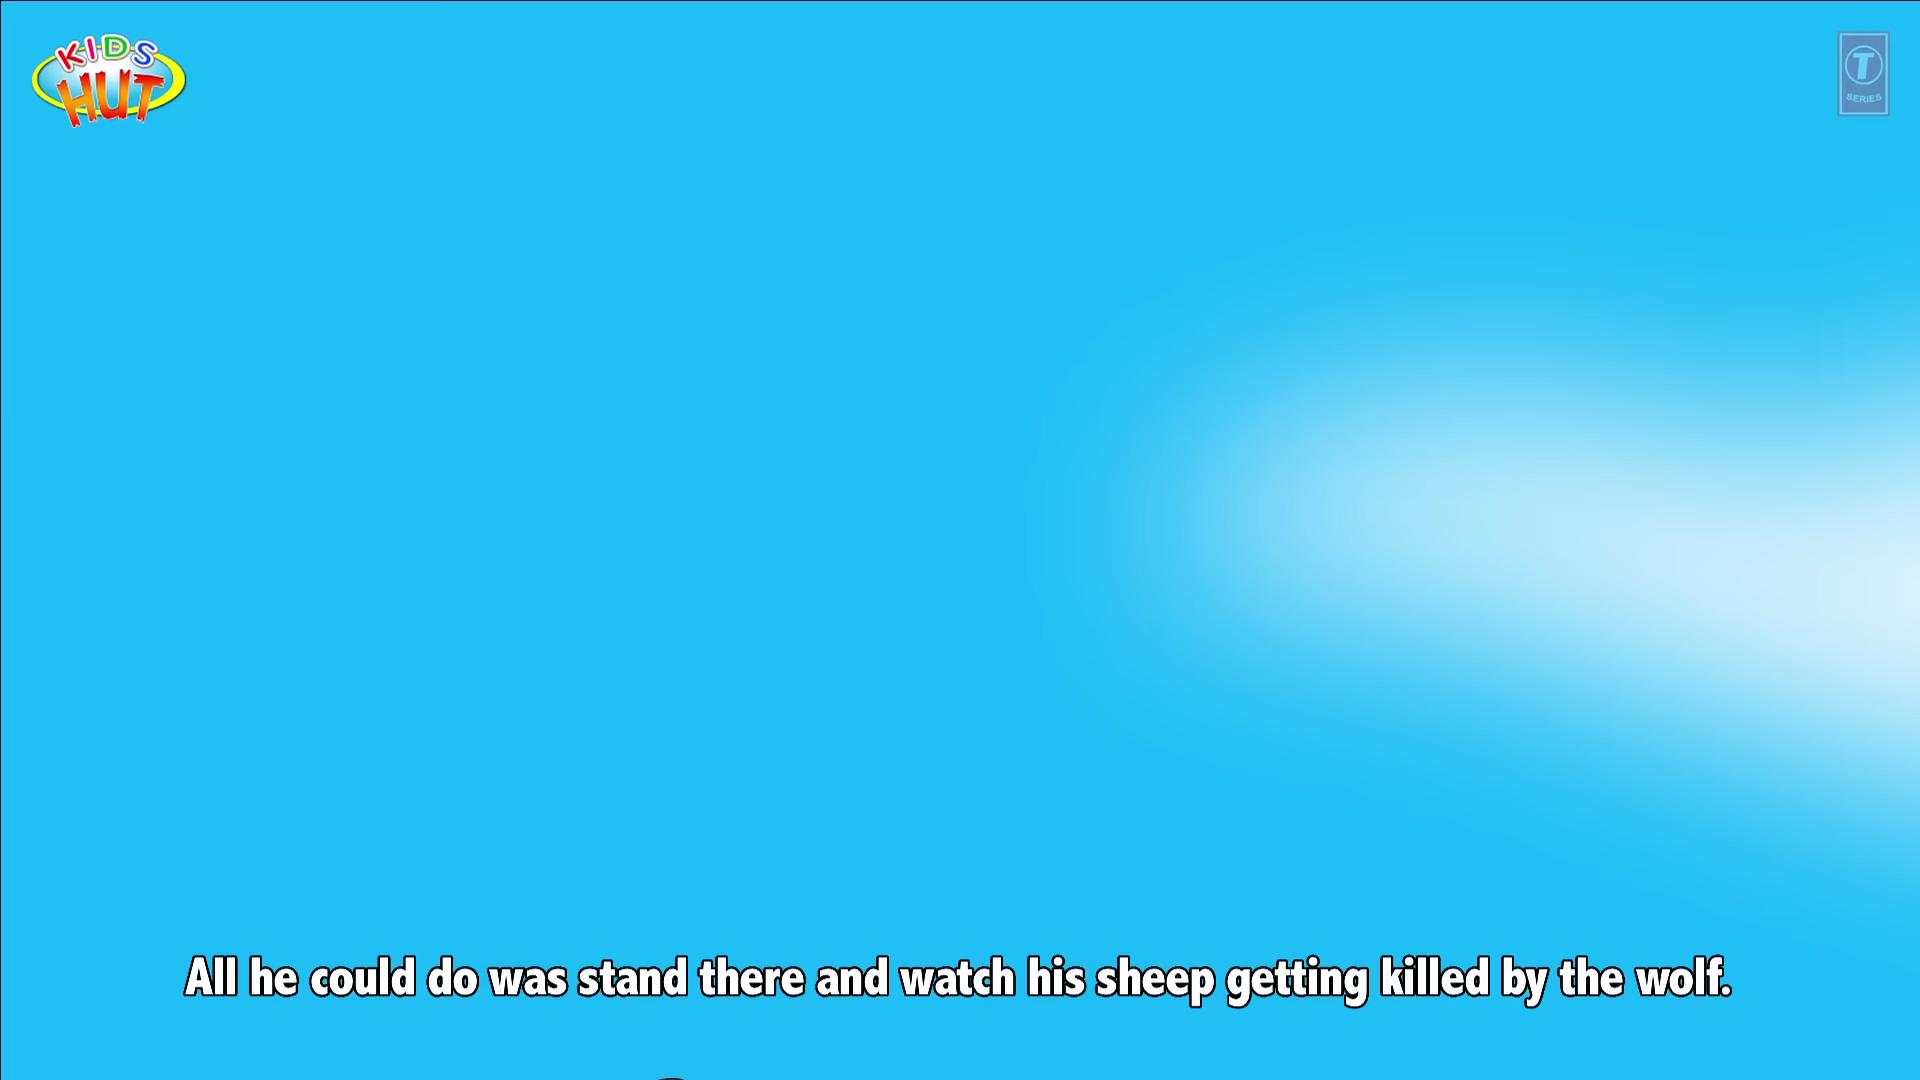 KIDS
HUT
T
SERIES
All he could do was stand there and watch his sheep getting killed by the wolf.